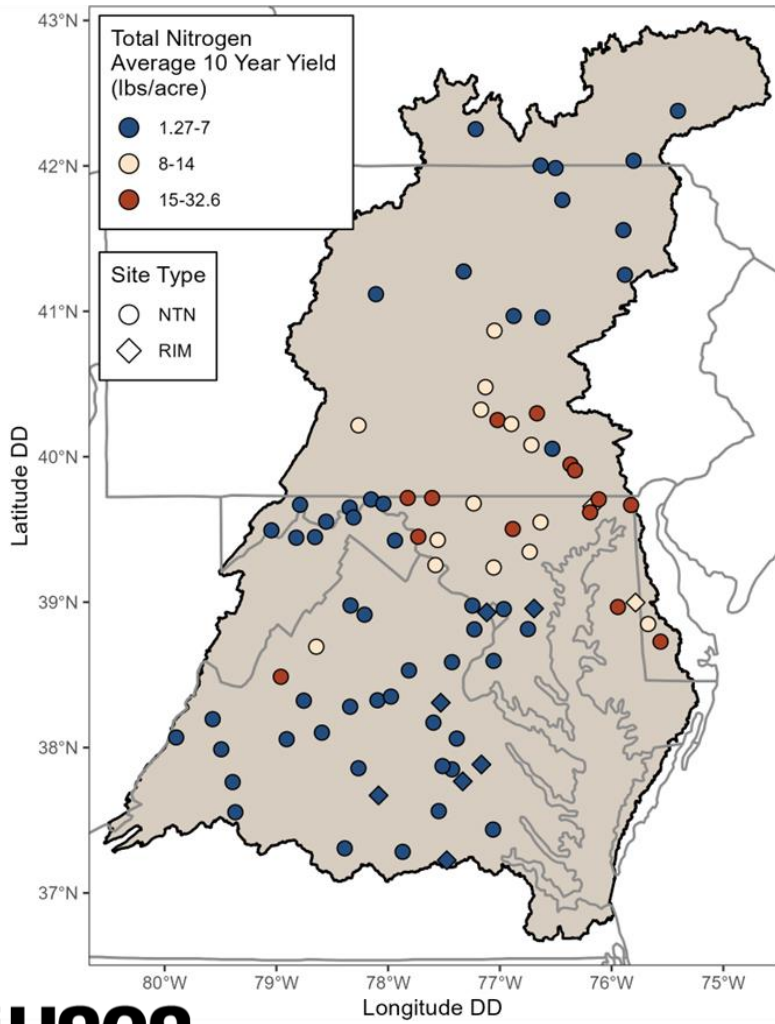 43°N
42°N
41°N
40°N
39°N
38°N
37°N
Latitude DD
Total Nitrogen
Average 10 Year Yield
(lbs/acre)
1.27-7
8-14
15-32.6
Site Type
NTN
RIM
80°W 79°W 78°W 77°W 76°W 75°W
Longitude DD